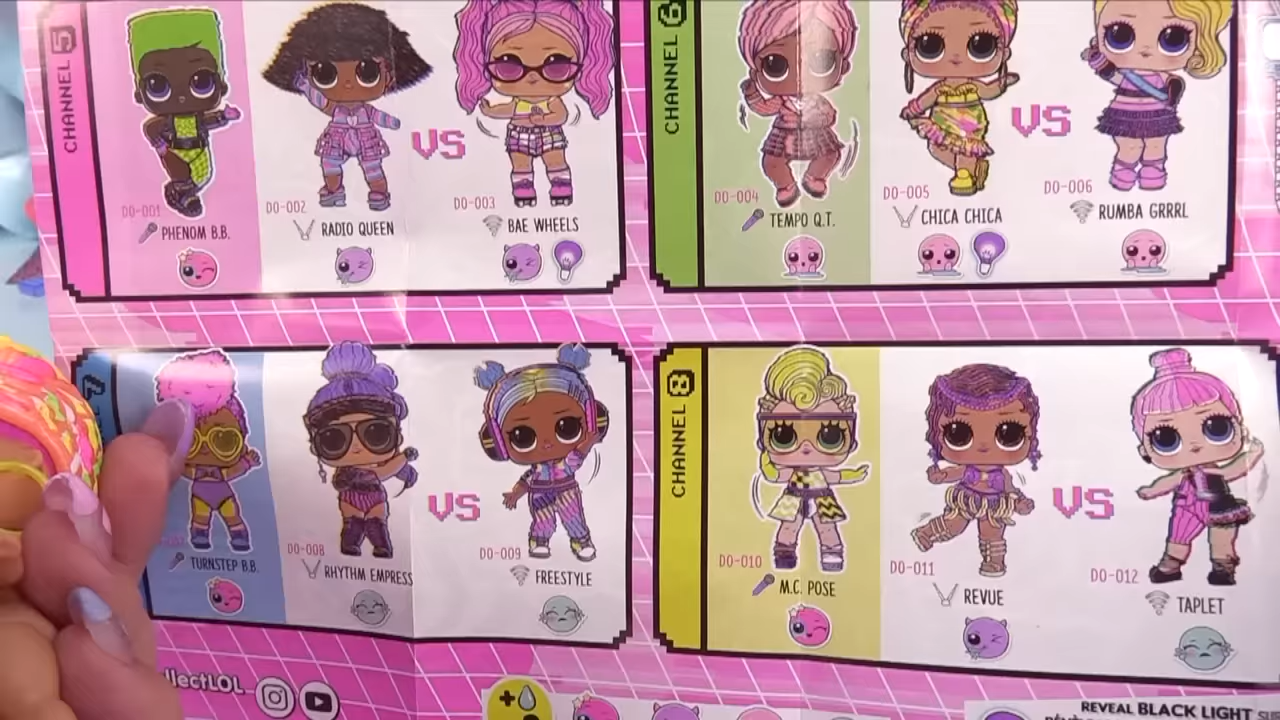 CHANNEL 5
DO-001
PHENOM B.B.
DO-002
RADIO QUEEN
VS
DO-003
BAE WHEELS
CHANNEL 6
DO-004
TEMPO Q.T.
DO-005
CHICA CHICA
VS
DO-006
RUMBA GRRRL
7
TURNSTEP B.B.
DO-008
RHYTHM EMPRESS
VS
DO-009
FREESTYLE
CHANNEL 8
DO-010
M.C. POSE
DO-011
REVUE
VS
DO-012
TAPLET
llectLOL
REVEAL BLACK LIGHT